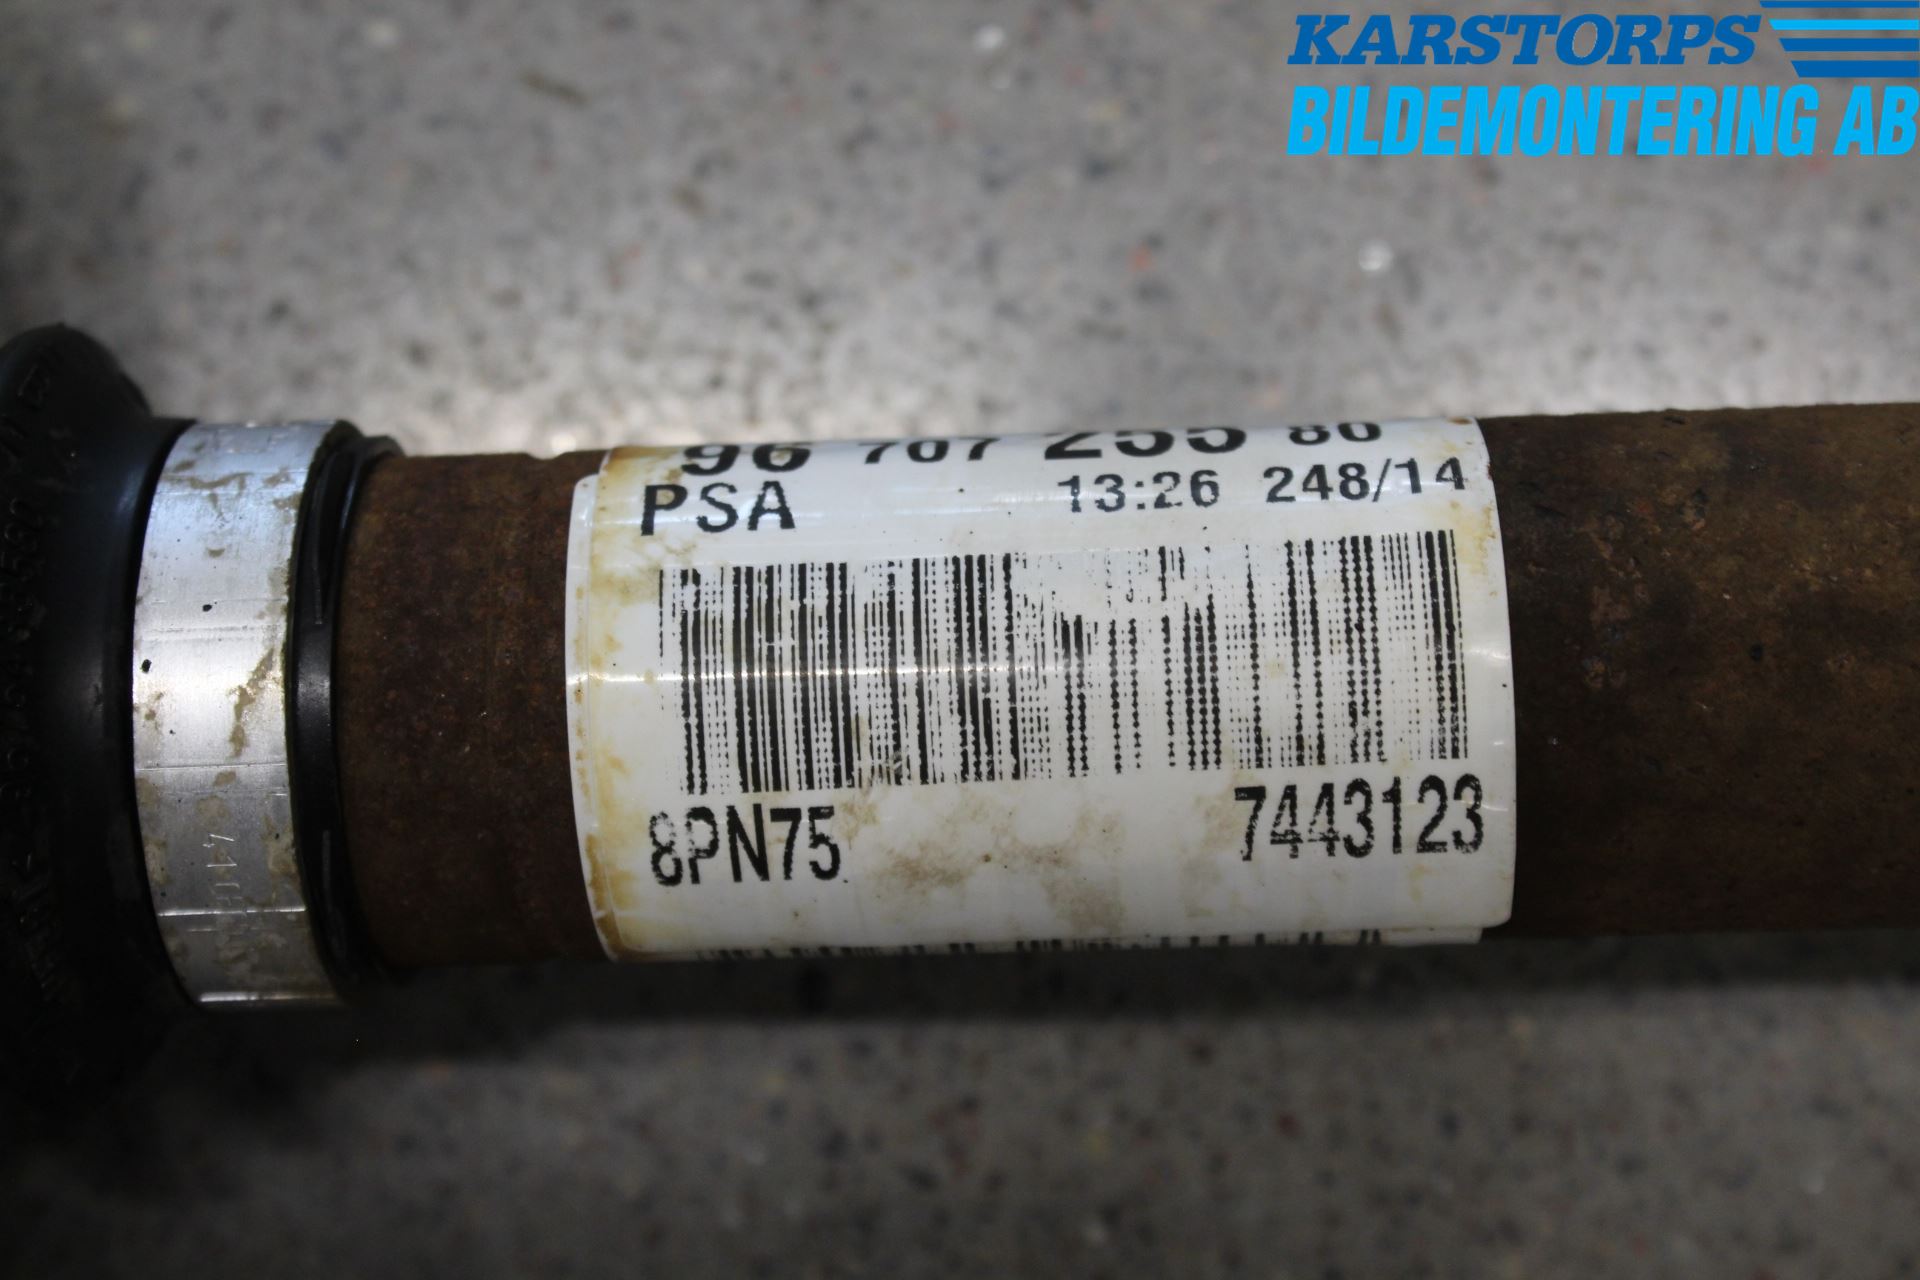 KARSTORPS
BILDEMONTERING AB
96 707 255 80
PSA 13:26 248/14
8PN75 7443123